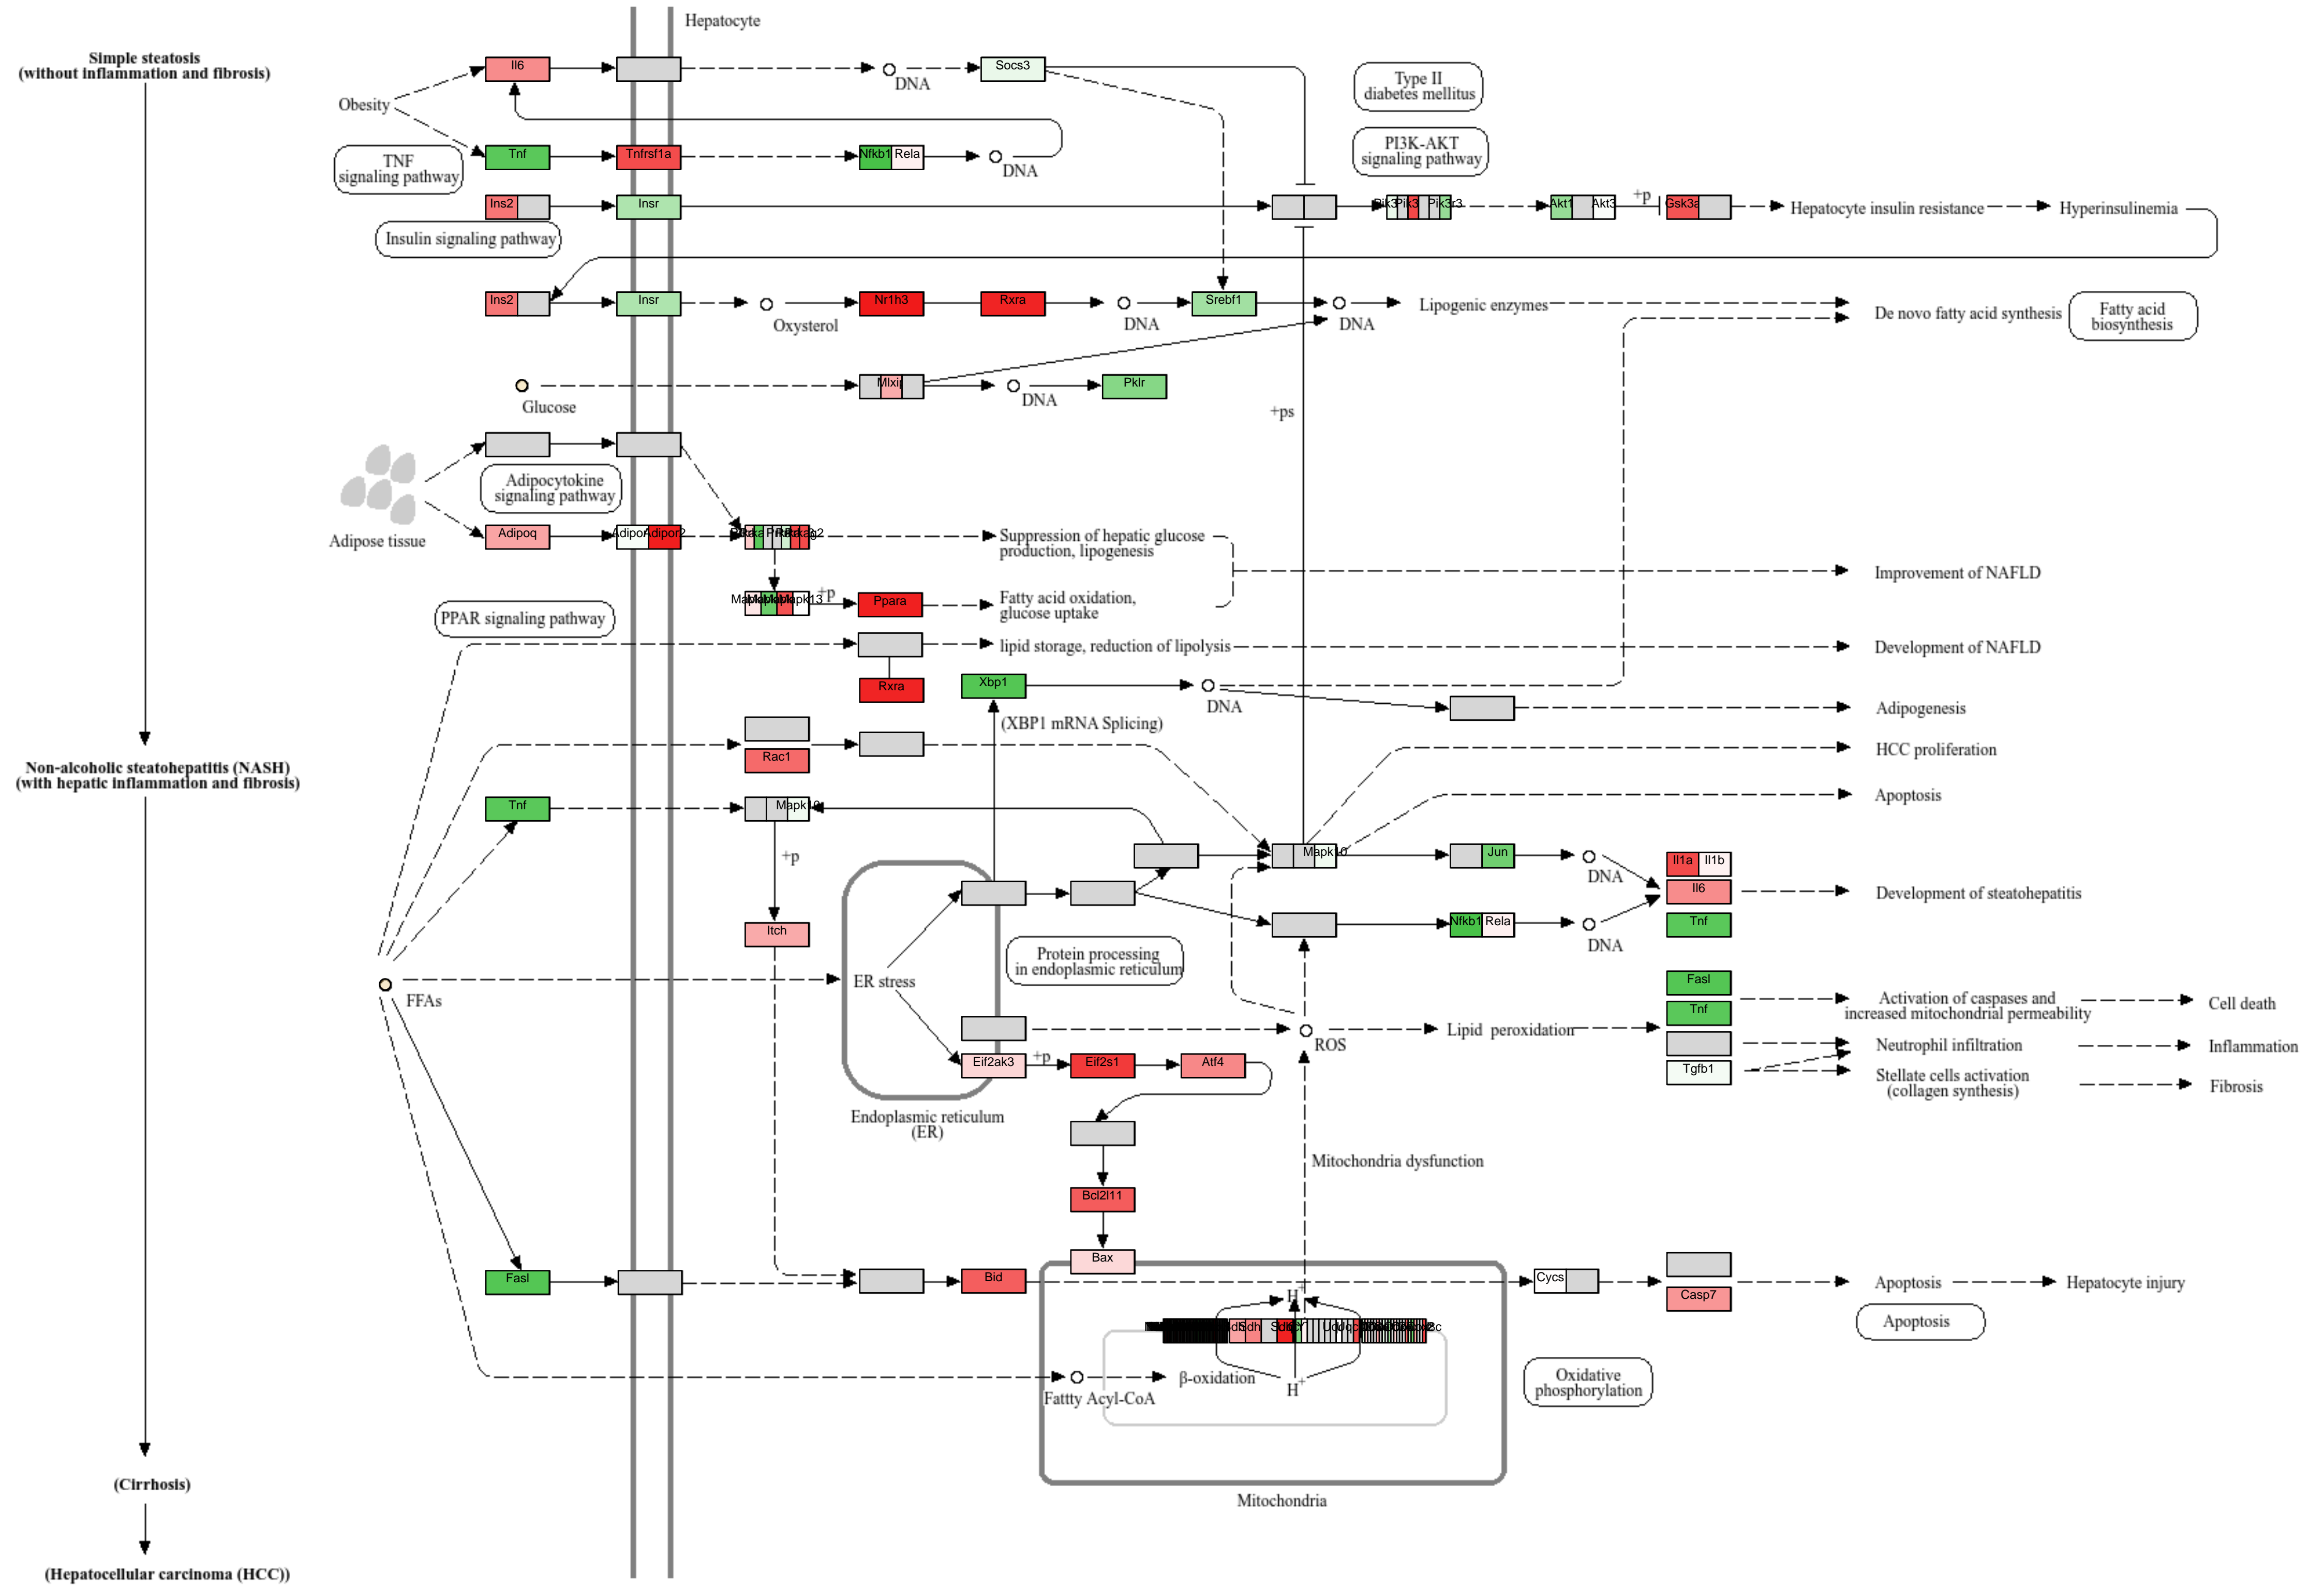 Hepatocyte
Simple steatosis
(without inflammation and fibrosis)
Il6
DNA
Socs3
Type II
diabetes mellitus
Obesity
TNF
signaling pathway
Tnf
Tnfrsf1a
Nfkb1
Rela
DNA
PI3K-AKT
signaling pathway
Ins2
Insr
Pik3r3
Akt1
Akt3
+p
Gsk3a
Hepatocyte insulin resistance
Hyperinsulinemia
Insulin signaling pathway
Ins2
Insr
Oxysterol
Nr1h3
Rxra
DNA
Srebf1
DNA
Lipogenic enzymes
De novo fatty acid synthesis
Fatty acid
biosynthesis
Glucose
Mlxip
DNA
Pklr
+ps
Adipocytokine
signaling pathway
Adipose tissue
Adipoq
Adipor2
Suppression of hepatic glucose
production, lipogenesis
Improvement of NAFLD
Mapk13
+p
Ppara
Fatty acid oxidation,
glucose uptake
PPAR signaling pathway
lipid storage, reduction of lipolysis
Development of NAFLD
Rxra
Xbp1
DNA
(XBP1 mRNA Splicing)
Adipogenesis
Rac1
HCC proliferation
Non-alcoholic steatohepatitis (NASH)
(with hepatic inflammation and fibrosis)
Tnf
Mapk10
Apoptosis
+p
Mapk10
Jun
DNA
Il1a
Il1b
Il6
Tnf
Development of steatohepatitis
Itch
Nfkb1
Rela
DNA
Protein processing
in endoplasmic reticulum
FFAs
ER stress
Fasl
Tnf
Activation of caspases and
increased mitochondrial permeability
Cell death
ROS
Lipid peroxidation
Neutrophil infiltration
Inflammation
Eif2ak3
+p
Eif2s1
Atf4
Tgfb1
Stellate cells activation
(collagen synthesis)
Fibrosis
Endoplasmic reticulum
(ER)
Mitochondria dysfunction
Bcl2l11
Bax
Fasl
Bid
Cycs
Casp7
Apoptosis
Hepatocyte injury
Apoptosis
H+
β-oxidation
H+
Fattty Acyl-CoA
Oxidative
phosphorylation
(Cirrhosis)
Mitochondria
(Hepatocellular carcinoma (HCC))